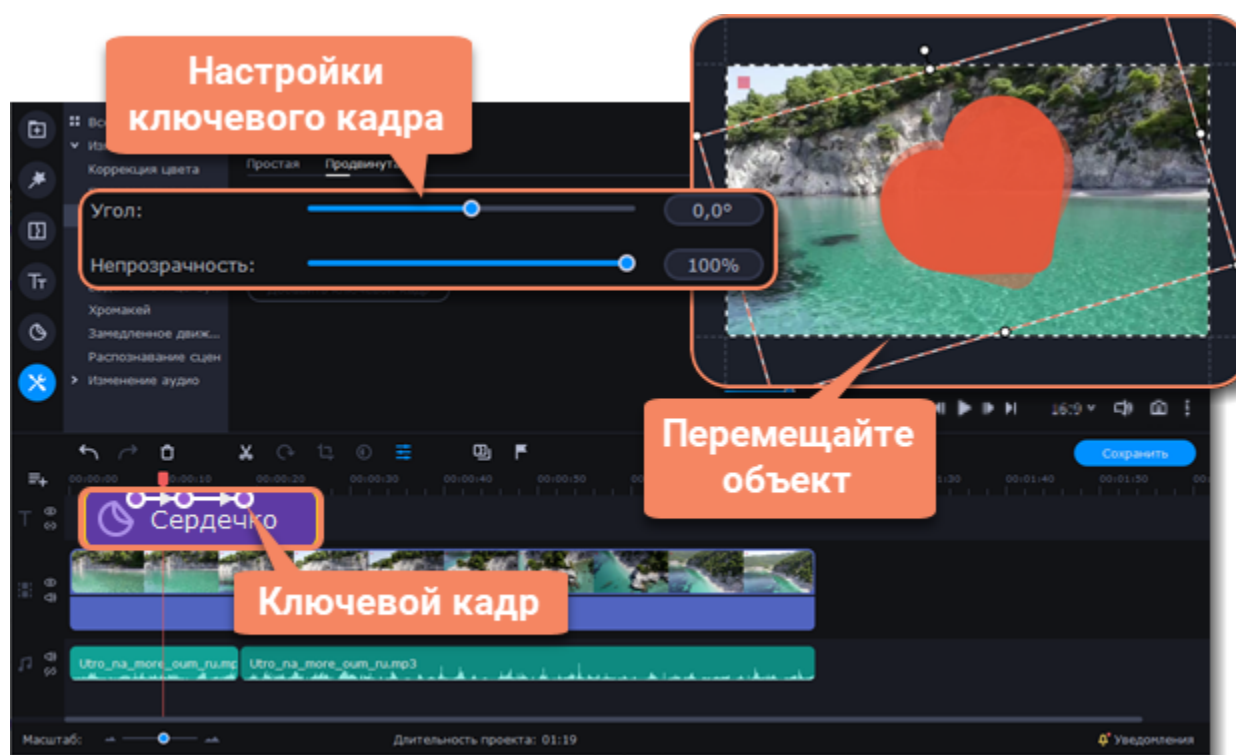 Настройки
ключевого кадра
Коррекция цвета
Простая
Угол:
0,0°
Непрозрачность:
100%
Хромакей
Замедленное движ...
Распознавание сцен
Изменение аудио
Перемещайте
объект
16:9
Сохранить
00:00:00
00:00:10
00:00:20
00:00:30
00:00:40
00:00:50
00:01:40
00:01:50
Сердечко
Ключевой кадр
Utro_na_more_oum_ru.mp
Utro_na_more_oum_ru.mp3
Масштаб:
Длительность проекта: 01:19
Уведомления